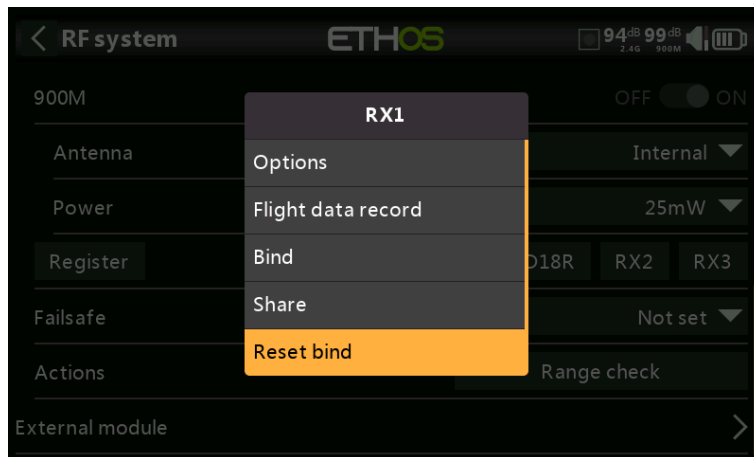 RF system ETHOS 94dB 2.4G 99dB 900M
900M OFF ON
RX1
Antenna Internal
Options
Power 25mW
Flight data record
Register RX2 RX3
Bind
Failsafe Not set
Share
Reset bind
Actions Range check
External module